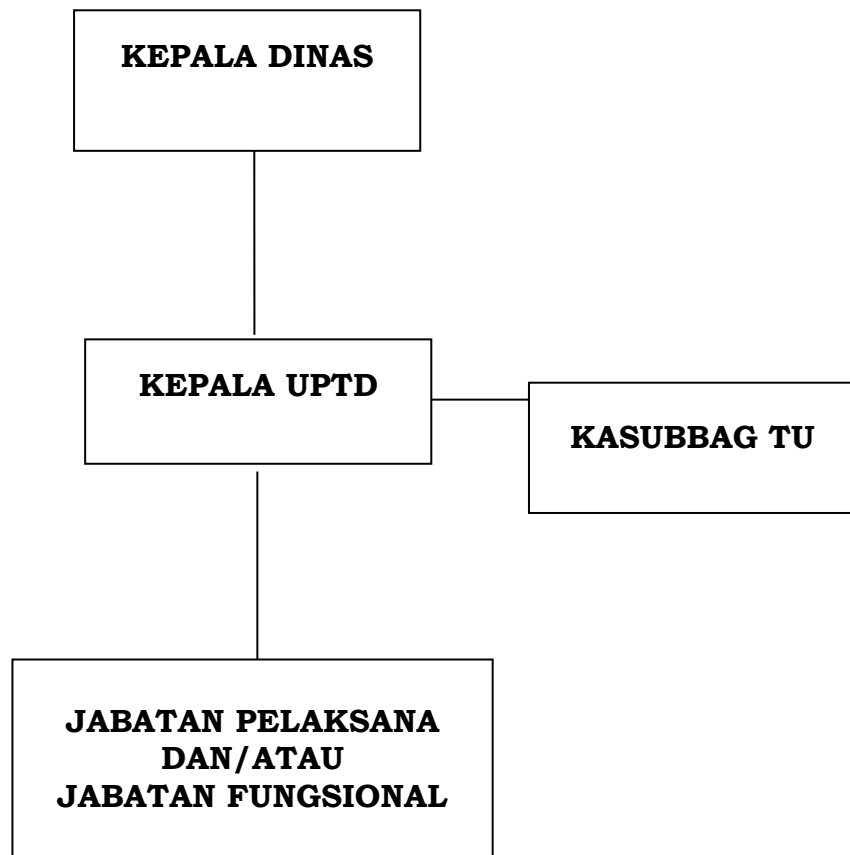 KEPALA DINAS
KEPALA UPTD
KASUBBAG TU
JABATAN PELAKSANA
DAN/ATAU
JABATAN FUNGSIONAL